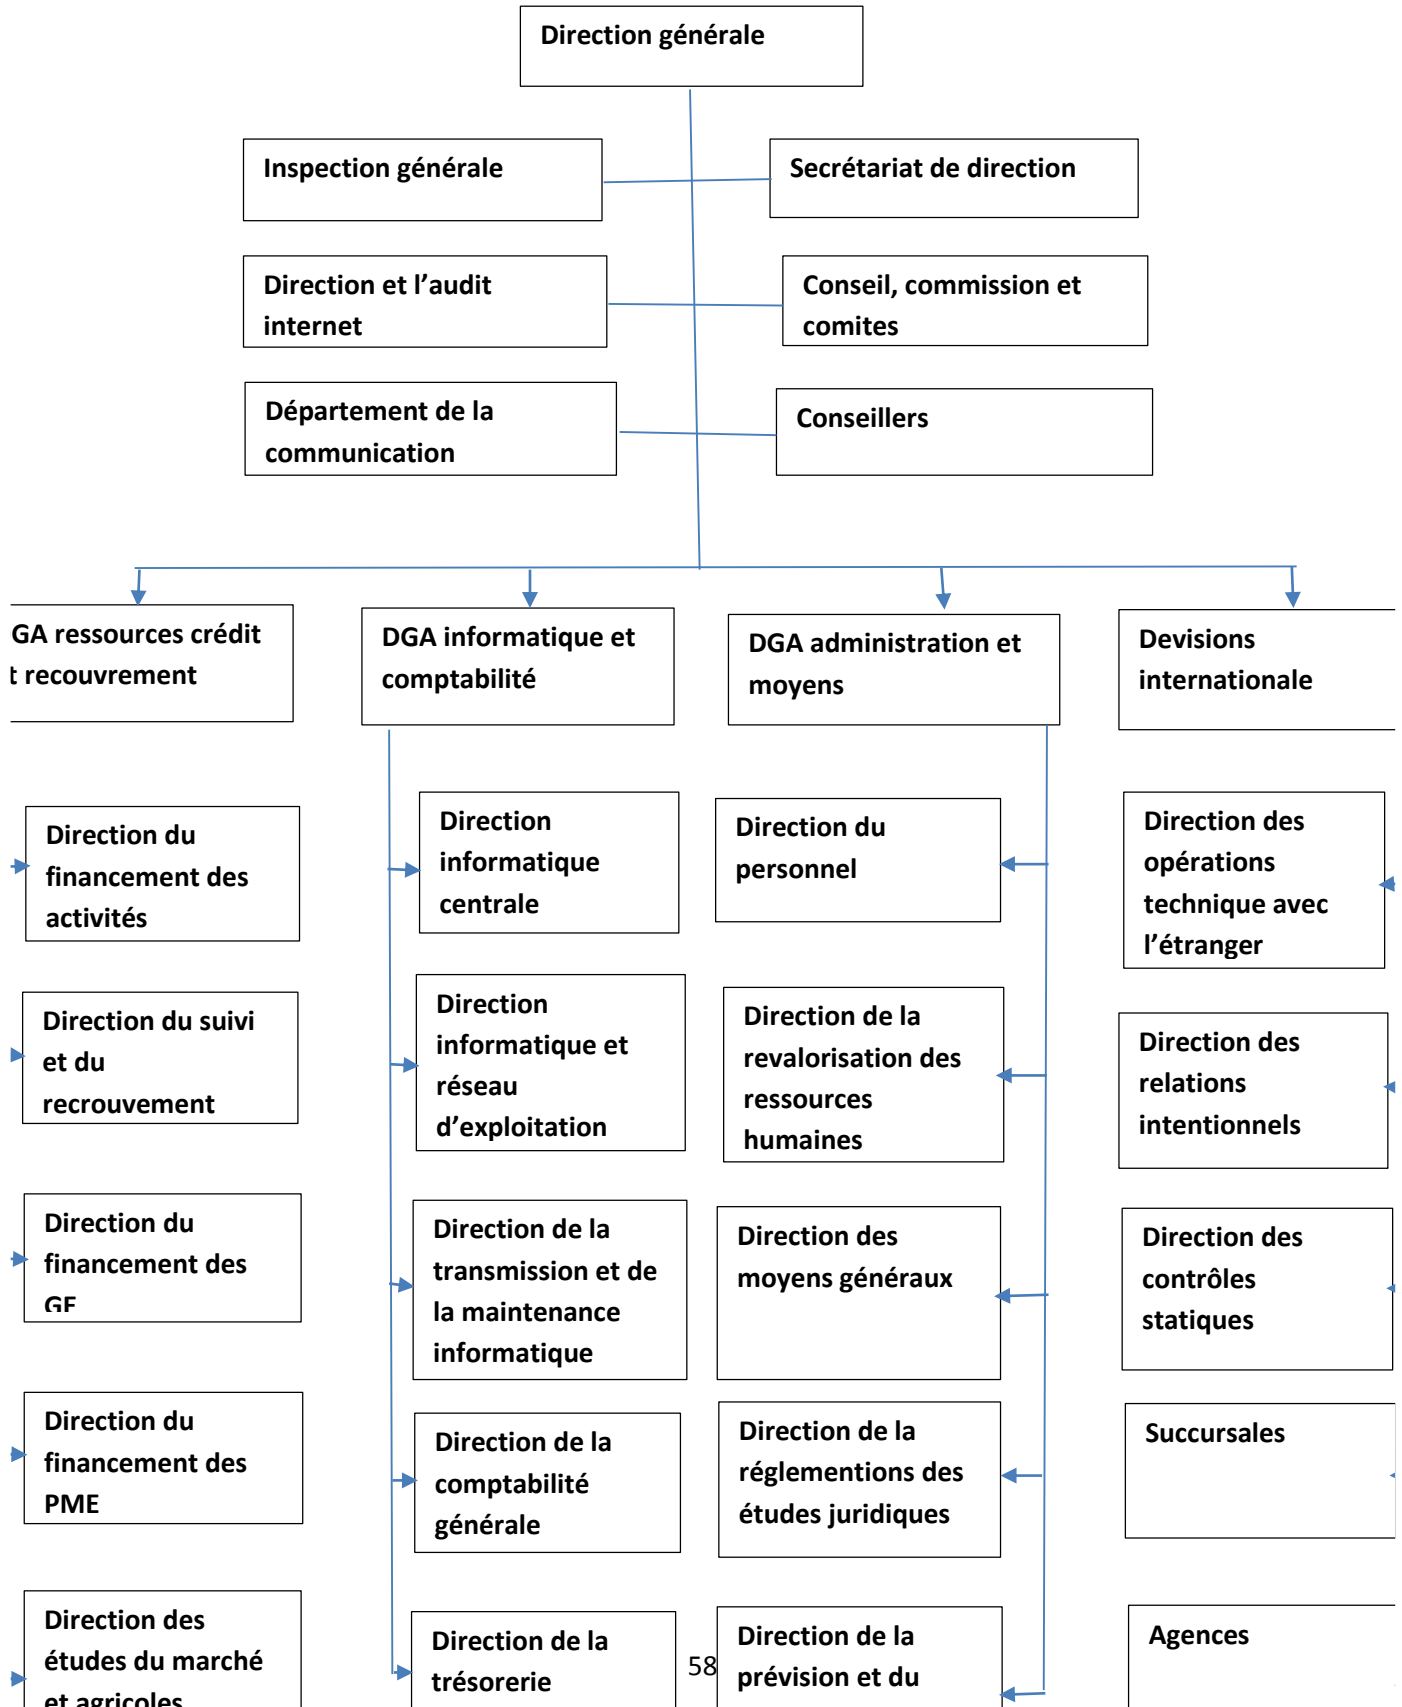 Direction générale
Inspection générale
Secrétariat de direction
Direction et l’audit
internet
Conseil, commission et
comites
Département de la
communication
Conseillers
GA ressources crédit
t recouvrement
DGA informatique et
comptabilité
DGA administration et
moyens
Devisions
internationale
Direction du
financement des
activités
Direction
informatique
centrale
Direction du
personnel
Direction des
opérations
technique avec
l’étranger
Direction du suivi
et du
recrouvement
Direction
informatique et
réseau
d’exploitation
Direction de la
revalorisation des
ressources
humaines
Direction des
relations
intentionnels
Direction du
financement des
GE
Direction de la
transmission et de
la maintenance
informatique
Direction des
moyens généraux
Direction des
contrôles
statiques
Direction du
financement des
PME
Direction de la
comptabilité
générale
Direction de la
réglementions des
études juridiques
Succursales
Direction des
études du marché
et agricoles
Direction de la
trésorerie
Direction de la
prévision et du
Agences
58